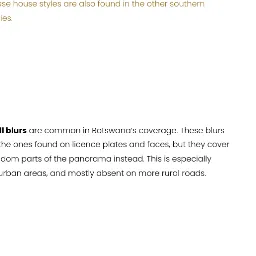 se house styles are also found in the other southern
ies.
ll blurs are common in Botswana's coverage. These blurs
he ones found on licence plates and faces, but they cover
dom parts of the panorama instead. This is especially
urban areas, and mostly absent on more rural roads.